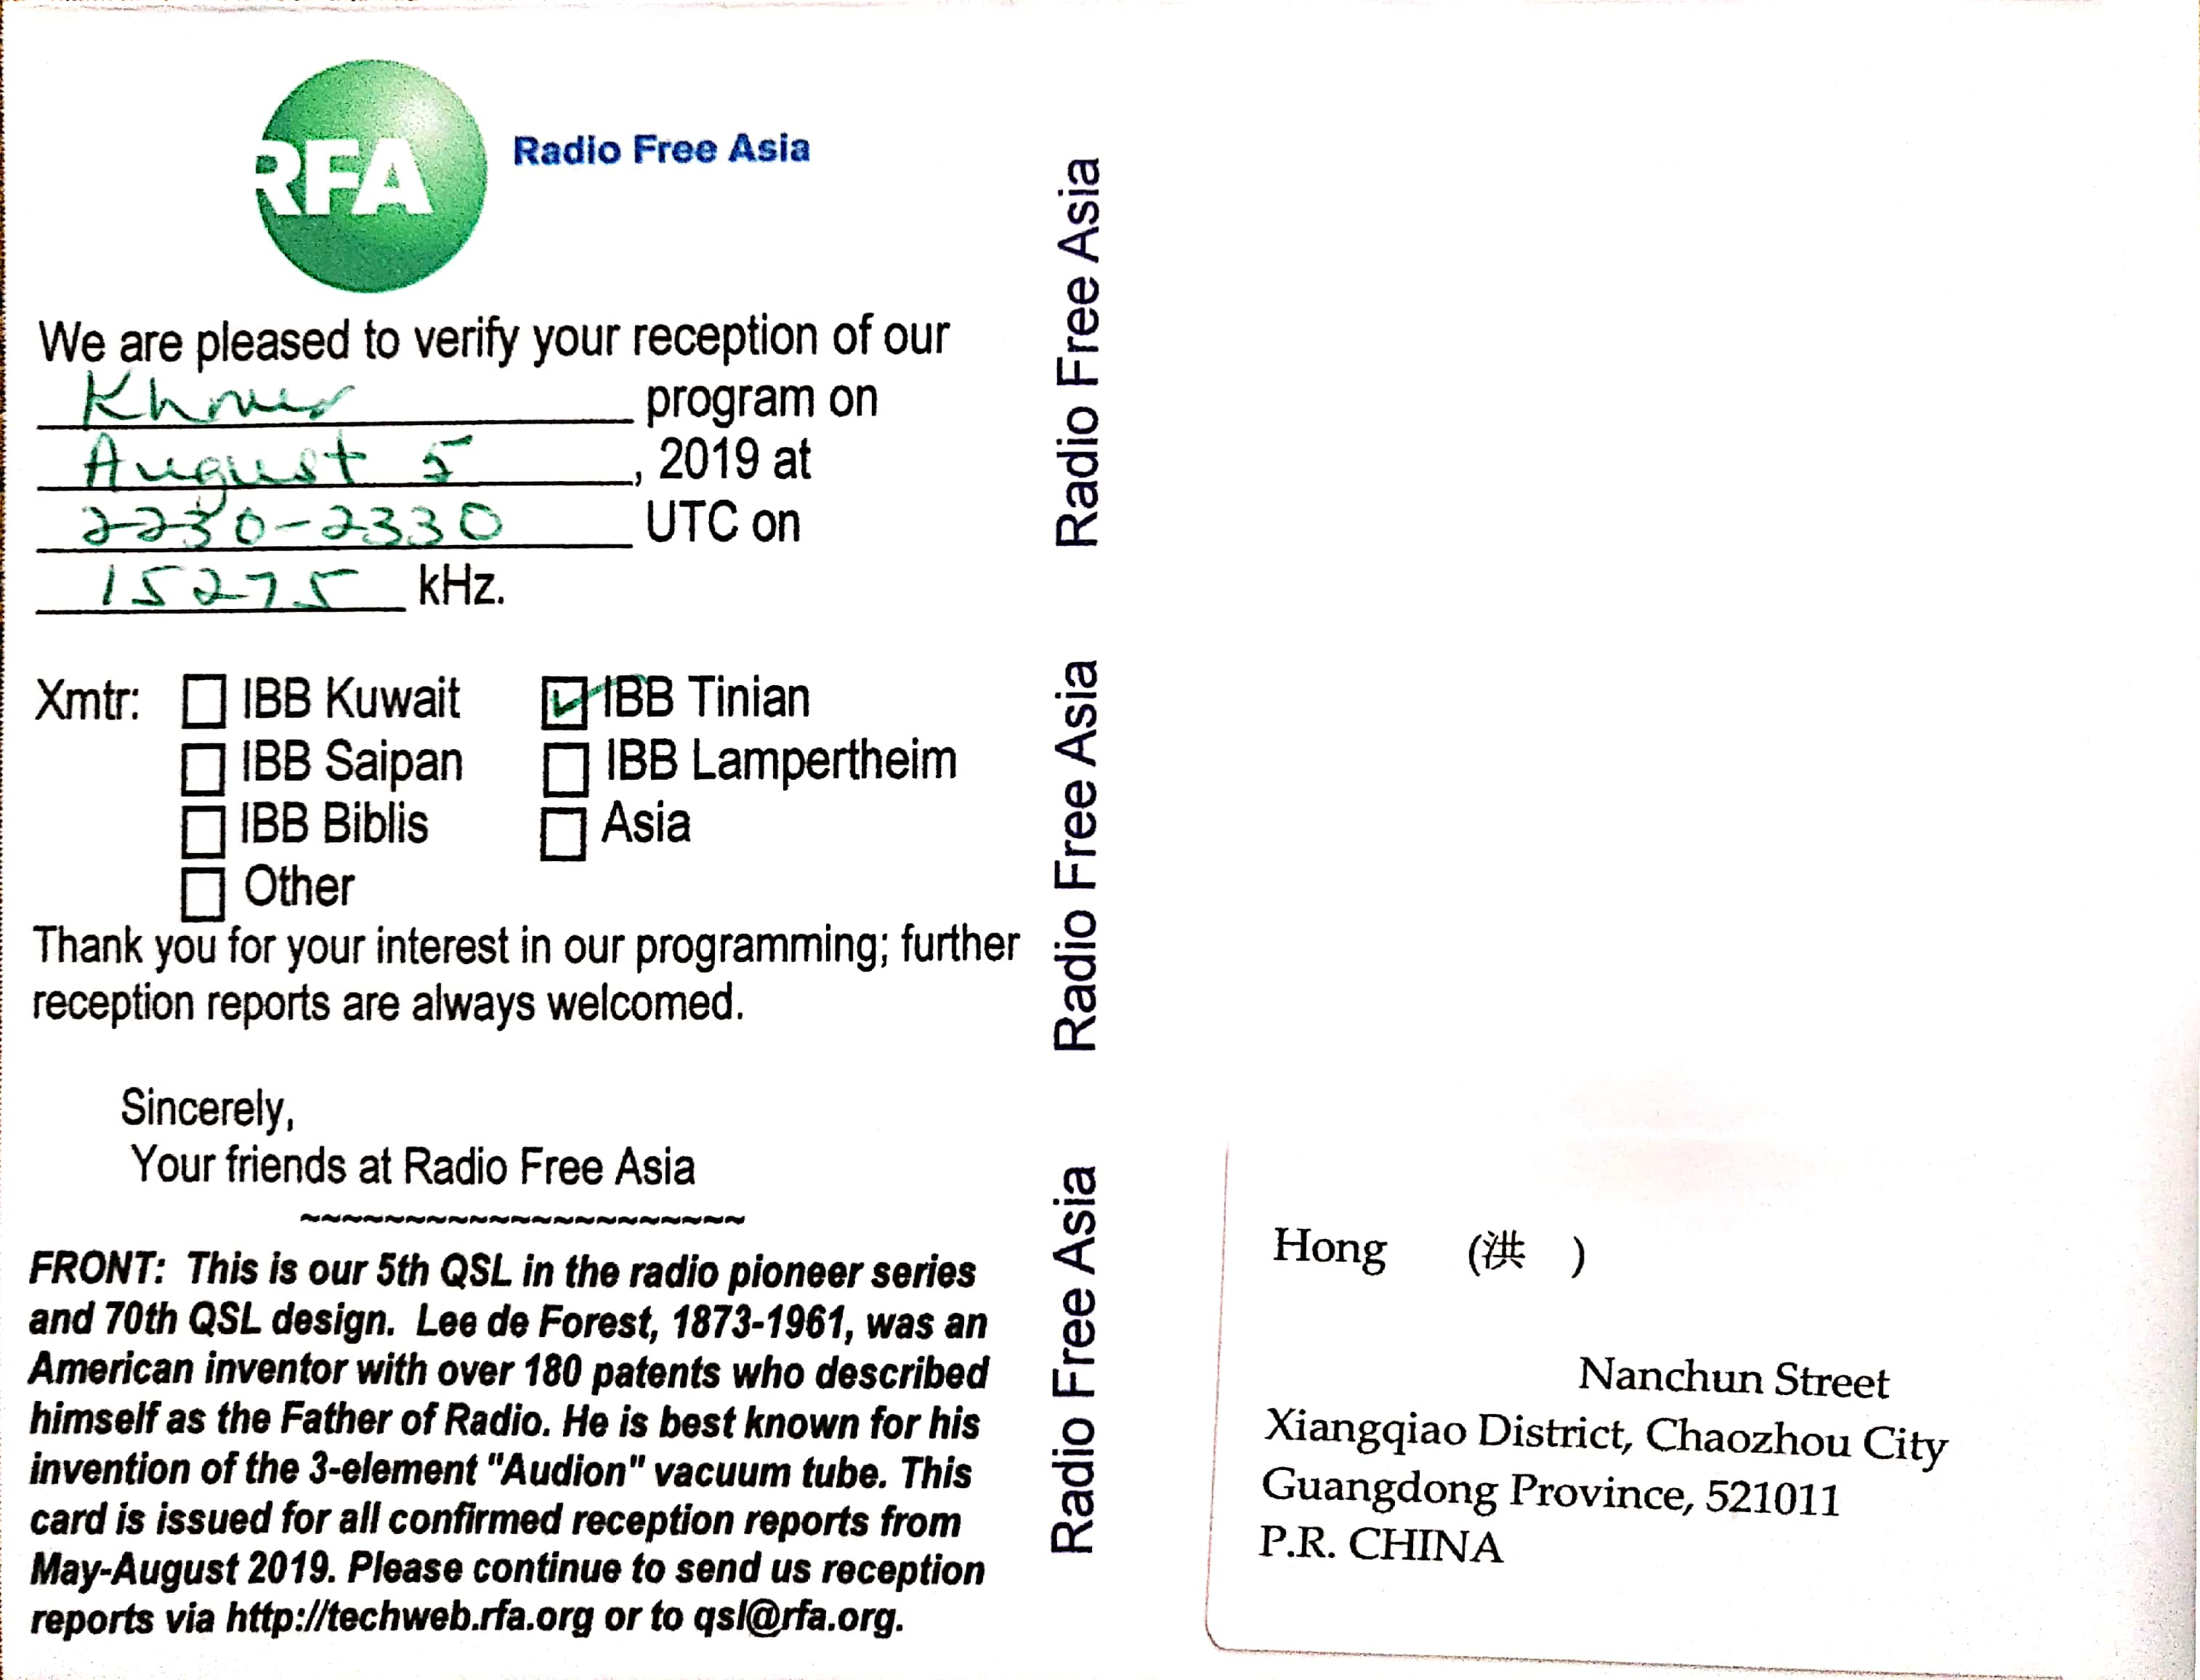 RFA
Radio Free Asia
We are pleased to verify your reception of our
Khmer program on
August 5, 2019 at
2230-2330 UTC on
15275 kHz.
Xmtr: ☐ IBB Kuwait ☑ IBB Tinian
☐ IBB Saipan ☐ IBB Lampertheim
☐ IBB Biblis ☐ Asia
☐ Other
Thank you for your interest in our programming; further
reception reports are always welcomed.
Sincerely,
Your friends at Radio Free Asia
~~~~~~~~~~~~~~~~~~~~~
FRONT: This is our 5th QSL in the radio pioneer series
and 70th QSL design. Lee de Forest, 1873-1961, was an
American inventor with over 180 patents who described
himself as the Father of Radio. He is best known for his
invention of the 3-element "Audion" vacuum tube. This
card is issued for all confirmed reception reports from
May-August 2019. Please continue to send us reception
reports via http://techweb.rfa.org or to qsl@rfa.org.
Radio Free Asia Radio Free Asia Radio Free Asia
Hong (洪 )
Nanchun Street
Xiangqiao District, Chaozhou City
Guangdong Province, 521011
P.R. CHINA